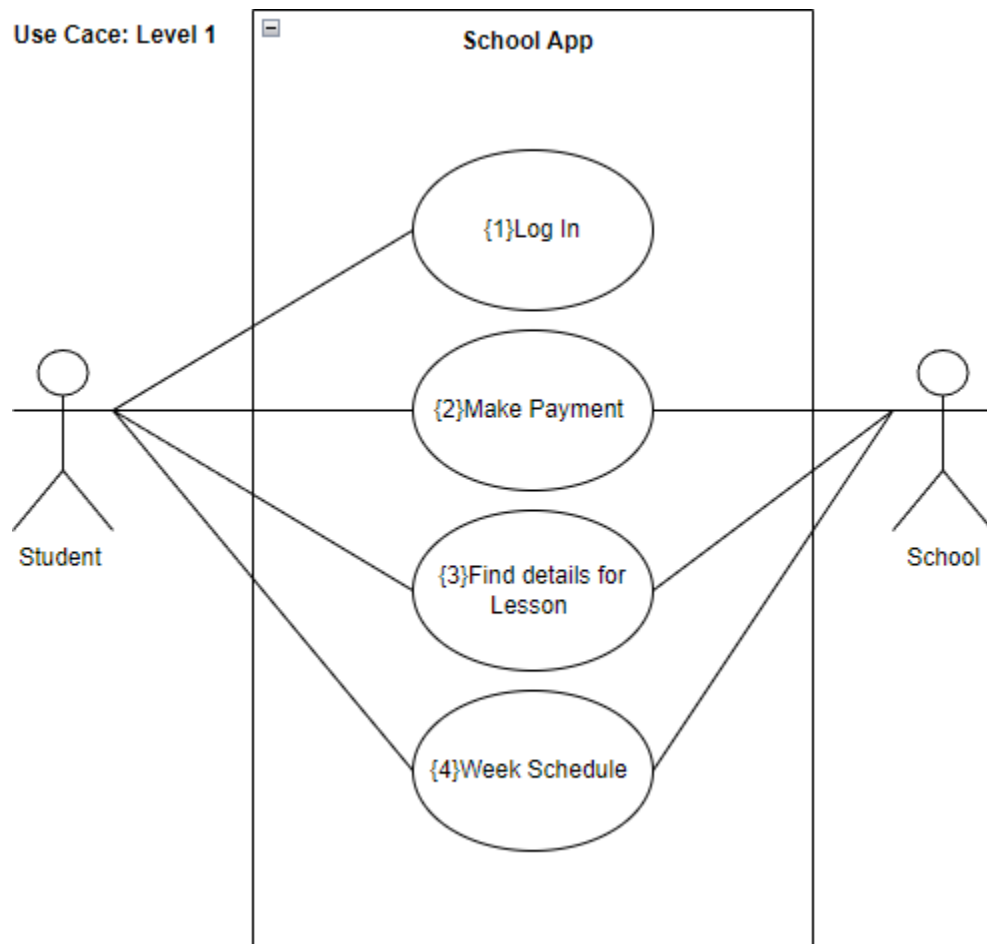 Use Cace: Level 1
School App
{1}Log In
{2}Make Payment
{3}Find details for
Lesson
{4}Week Schedule
Student
School